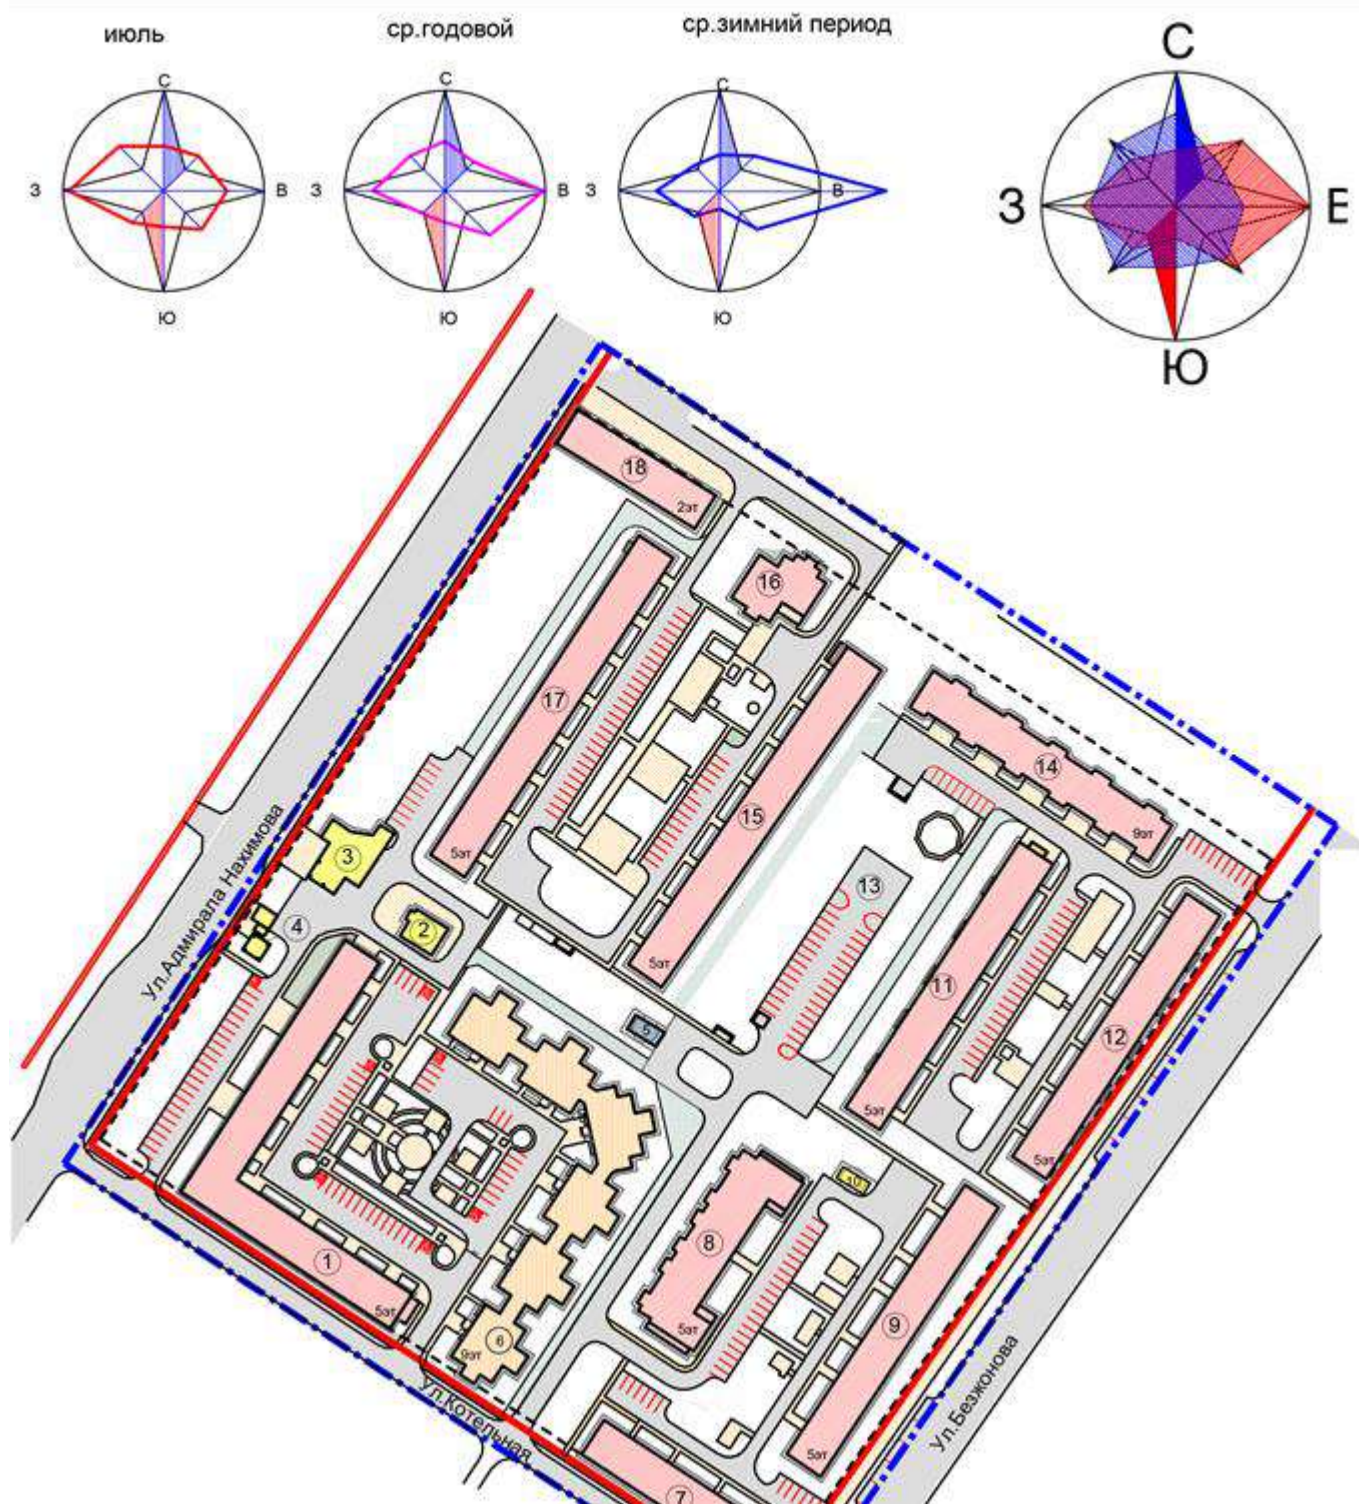 июль
ср.годовой
ср.зимний период
С
С
С
С
З
В
З
В
З
В
З
Е
Ю
Ю
Ю
Ю
18
2эт
16
17
5эт
15
5эт
14
9эт
13
3
2
4
Ул.Адмирала Нахимова
5
11
5эт
12
5эт
1
5эт
6
9эт
8
5эт
9
5эт
Ул.Котельная
Ул.Безжонова
7